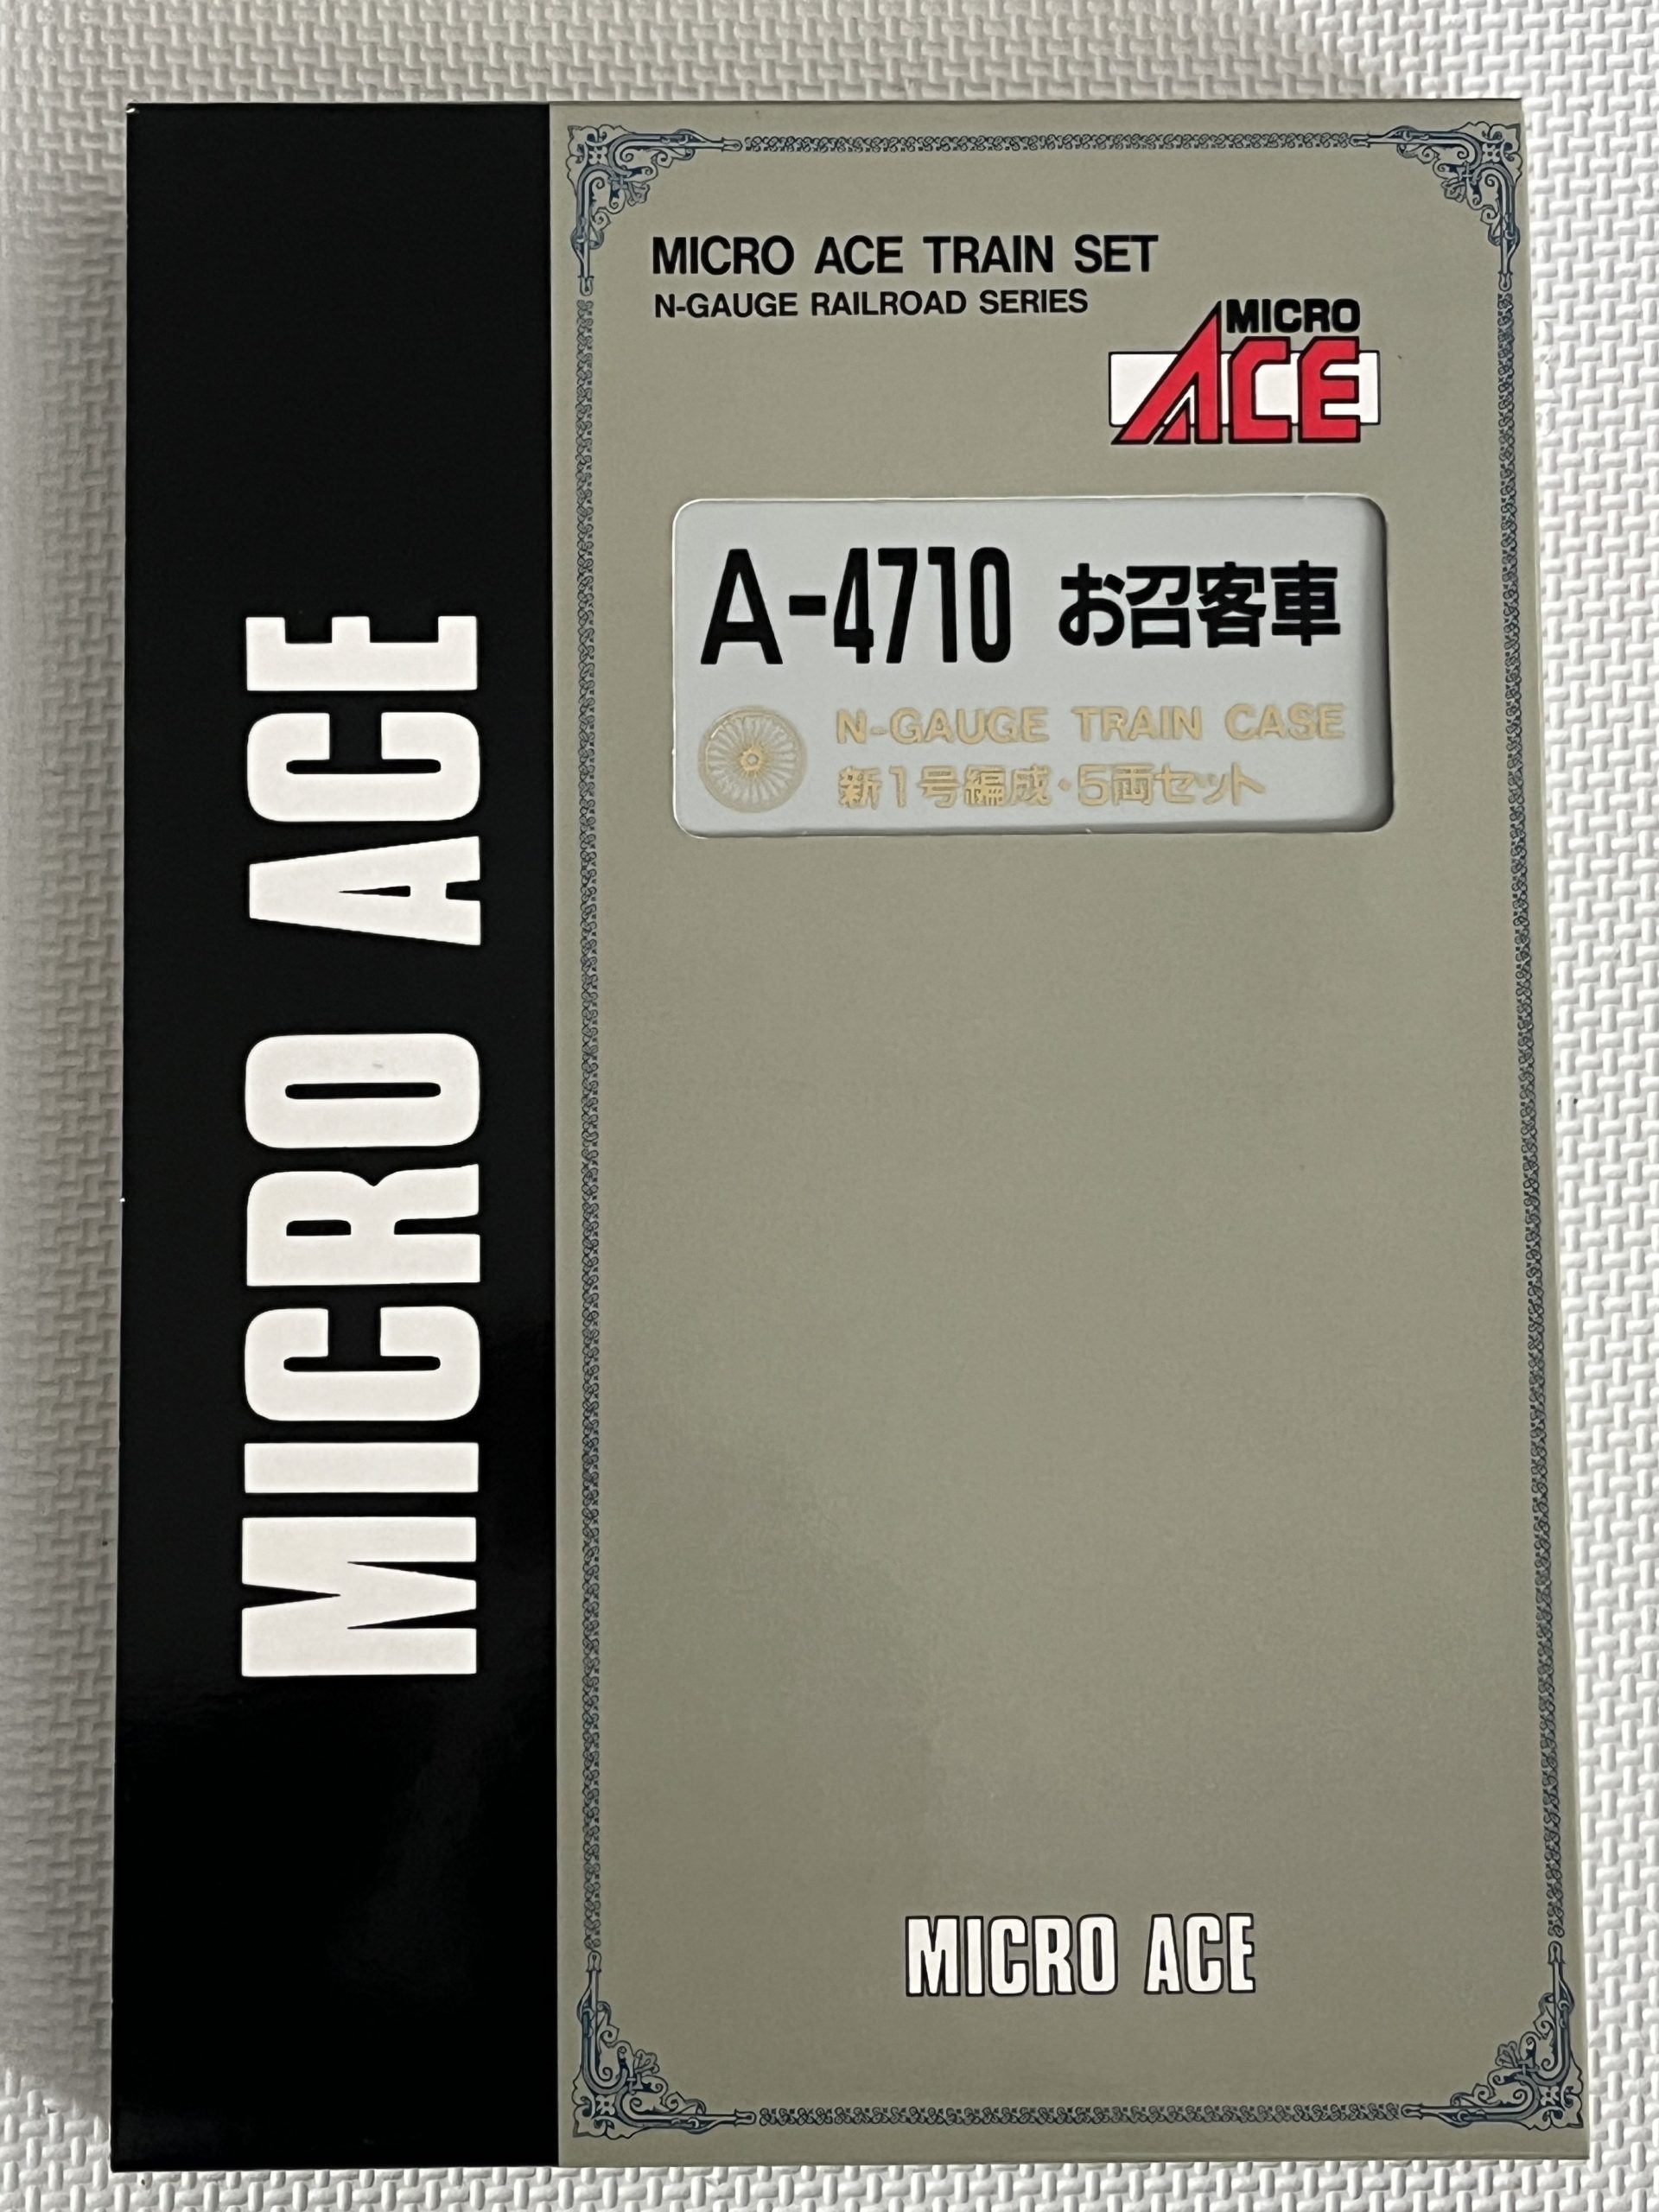 MICRO ACE
MICRO ACE TRAIN SET
N-GAUGE RAILROAD SERIES
MICRO
ACE
A-4710 お召客車
N-GAUGE TRAIN CASE
新1号編成・5両セット
MICRO ACE